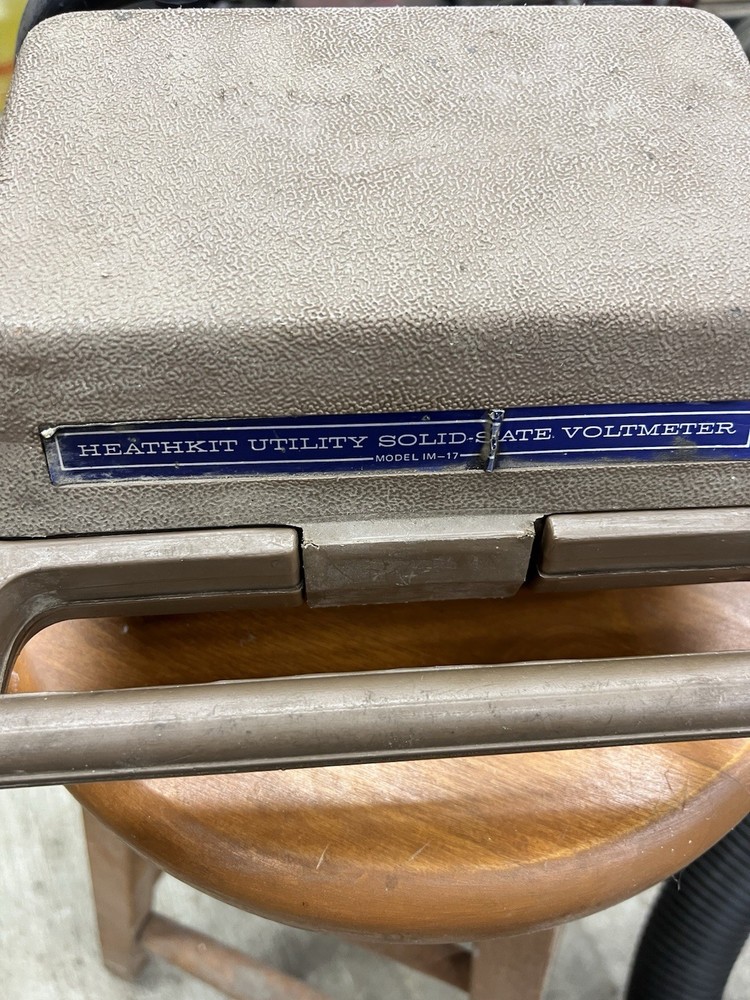 HEATHKIT UTILITY SOLID-STATE VOLTMETER
MODEL IM-17